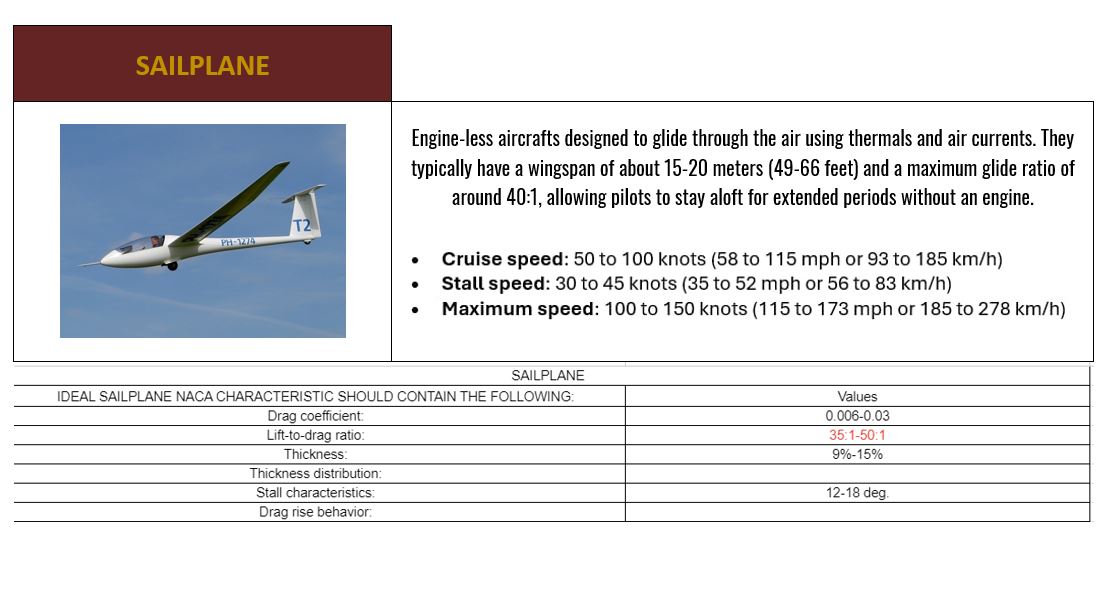 SAILPLANE
T2
PH-1274
Engine-less aircrafts designed to glide through the air using thermals and air currents. They
typically have a wingspan of about 15-20 meters (49-66 feet) and a maximum glide ratio of
around 40:1, allowing pilots to stay aloft for extended periods without an engine.
• Cruise speed: 50 to 100 knots (58 to 115 mph or 93 to 185 km/h)
• Stall speed: 30 to 45 knots (35 to 52 mph or 56 to 83 km/h)
• Maximum speed: 100 to 150 knots (115 to 173 mph or 185 to 278 km/h)
SAILPLANE
IDEAL SAILPLANE NACA CHARACTERISTIC SHOULD CONTAIN THE FOLLOWING: Values
Drag coefficient: 0.006-0.03
Lift-to-drag ratio: 35:1-50:1
Thickness: 9%-15%
Thickness distribution:
Stall characteristics: 12-18 deg.
Drag rise behavior: